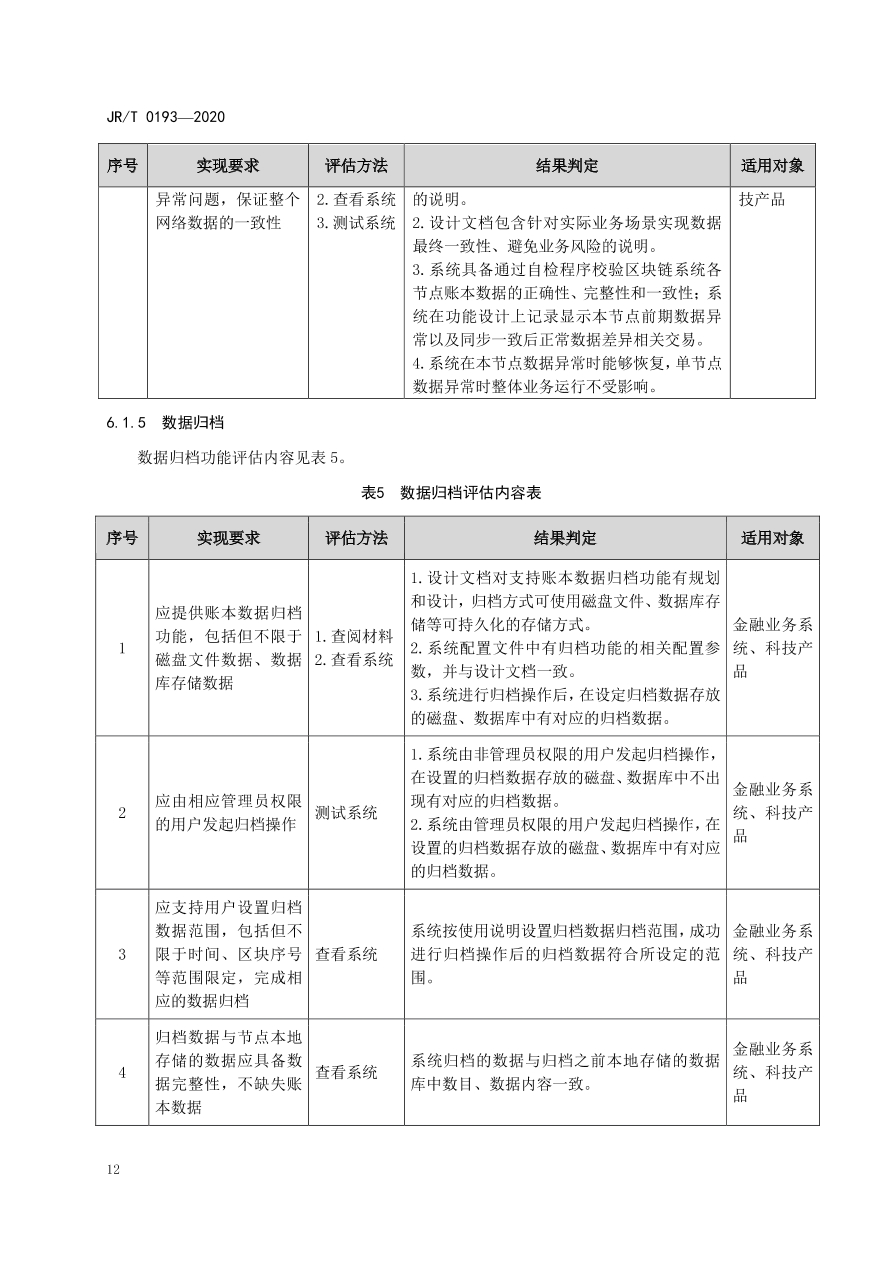 JR/T 0193—2020
序号 实现要求 评估方法 结果判定 适用对象
异常问题，保证整个
网络数据的一致性
2.查看系统
3.测试系统
的说明。
2.设计文档包含针对实际业务场景实现数据
最终一致性、避免业务风险的说明。
3.系统具备通过自检程序校验区块链系统各
节点账本数据的正确性、完整性和一致性；系
统在功能设计上记录显示本节点前期数据异
常以及同步一致后正常数据差异相关交易。
4.系统在本节点数据异常时能够恢复，单节点
数据异常时整体业务运行不受影响。
技产品
6.1.5 数据归档
数据归档功能评估内容见表 5。
表5 数据归档评估内容表
序号 实现要求 评估方法 结果判定 适用对象
1
应提供账本数据归档
功能，包括但不限于
磁盘文件数据、数据
库存储数据
1.查阅材料
2.查看系统
1.设计文档对支持账本数据归档功能有规划
和设计，归档方式可使用磁盘文件、数据库存
储等可持久化的存储方式。
2.系统配置文件中有归档功能的相关配置参
数，并与设计文档一致。
3.系统进行归档操作后，在设定归档数据存放
的磁盘、数据库中有对应的归档数据。
金融业务系
统、科技产
品
2
应由相应管理员权限
的用户发起归档操作
测试系统
1.系统由非管理员权限的用户发起归档操作，
在设置的归档数据存放的磁盘、数据库中不出
现有对应的归档数据。
2.系统由管理员权限的用户发起归档操作，在
设置的归档数据存放的磁盘、数据库中有对应
的归档数据。
金融业务系
统、科技产
品
3
应支持用户设置归档
数据范围，包括但不
限于时间、区块序号
等范围限定，完成相
应的数据归档
查看系统
系统按使用说明设置归档数据归档范围，成功
进行归档操作后的归档数据符合所设定的范
围。
金融业务系
统、科技产
品
4
归档数据与节点本地
存储的数据应具备数
据完整性，不缺失账
本数据
查看系统
系统归档的数据与归档之前本地存储的数据
库中数目、数据内容一致。
金融业务系
统、科技产
品
12